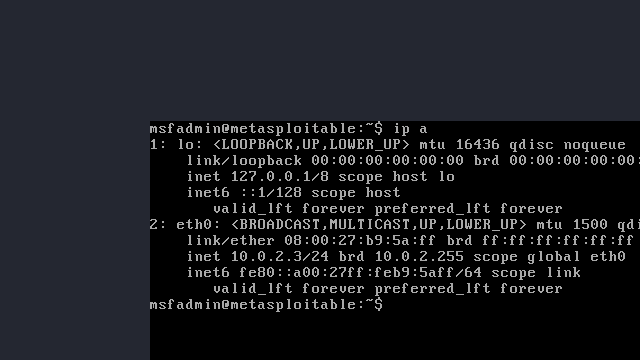 msfadmin@metasploitable:~$ ip a
1: lo: <LOOPBACK,UP,LOWER_UP> mtu 16436 qdisc noqueue
link/loopback 00:00:00:00:00:00 brd 00:00:00:00:00:0
inet 127.0.0.1/8 scope host lo
inet6 ::1/128 scope host
valid_lft forever preferred_lft forever
2: eth0: <BROADCAST,MULTICAST,UP,LOWER_UP> mtu 1500 qdi
link/ether 08:00:27:b9:5a:ff brd ff:ff:ff:ff:ff:ff
inet 10.0.2.3/24 brd 10.0.2.255 scope global eth0
inet6 fe80::a00:27ff:feb9:5aff/64 scope link
valid_lft forever preferred_lft forever
msfadmin@metasploitable:~$